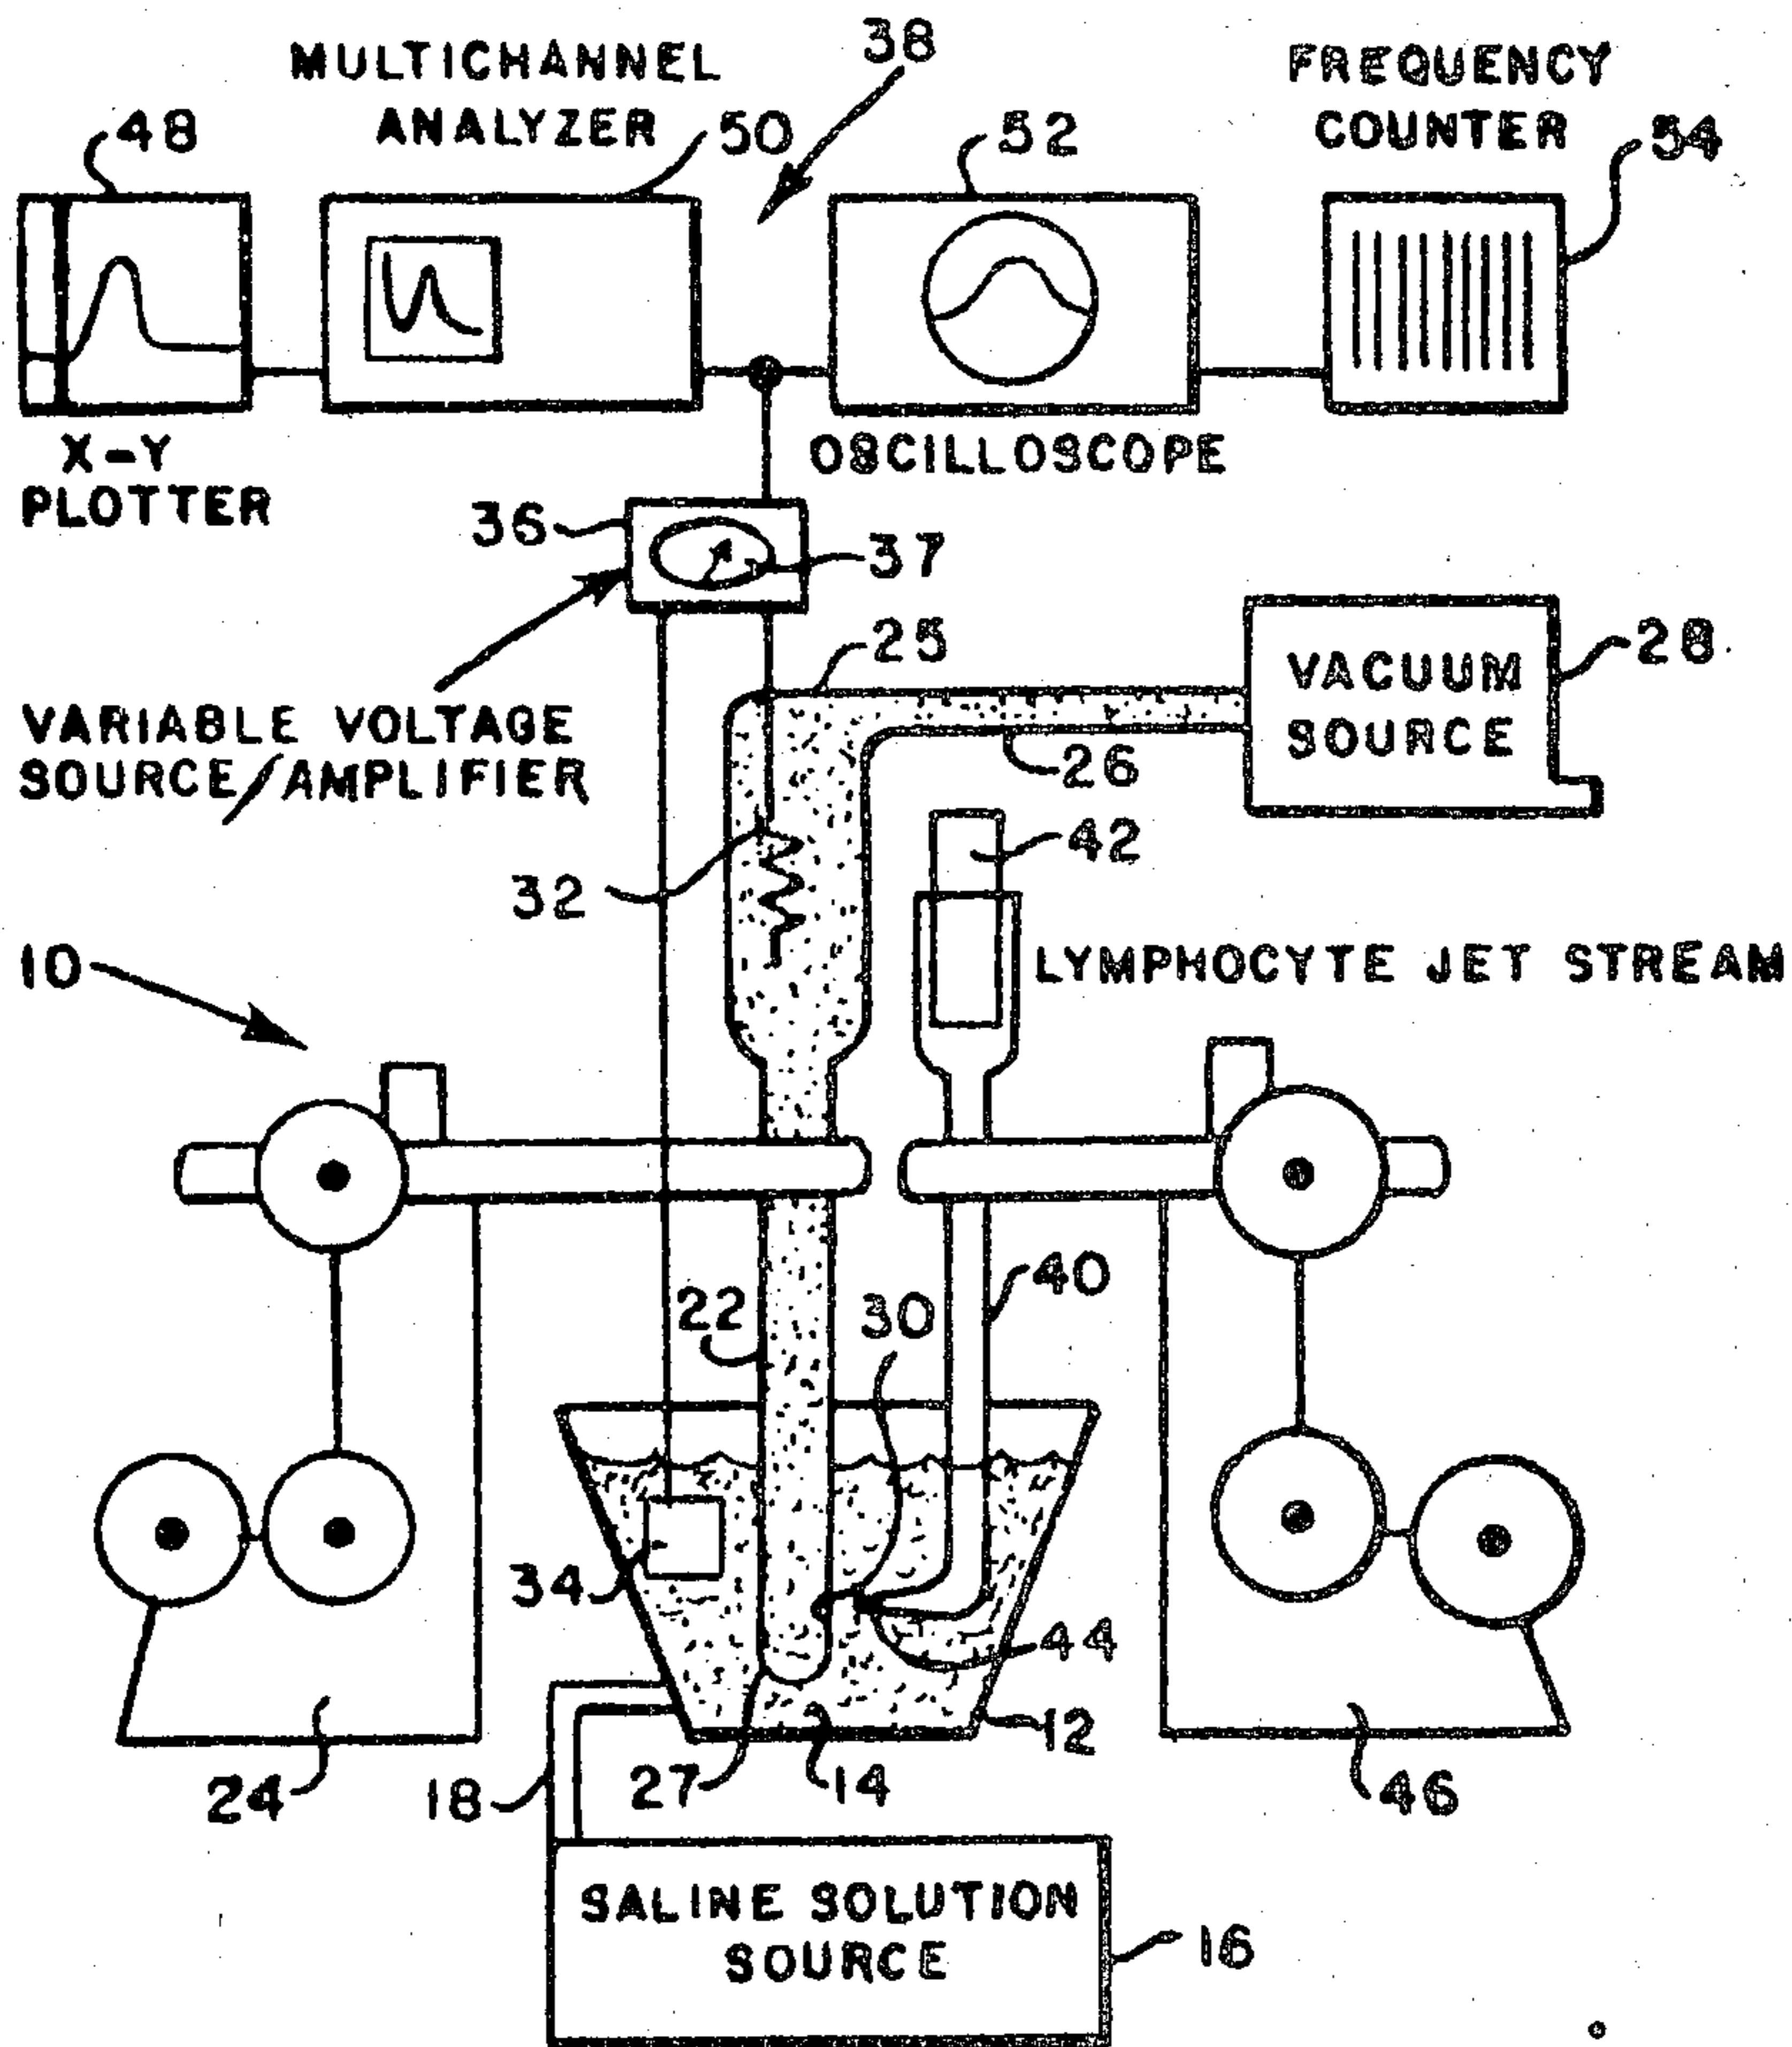 38
MULTICHANNEL
ANALYZER
FREQUENCY
COUNTER
48
50
52
54
X-Y
PLOTTER
OSCILLOSCOPE
36
37
25
28
VACUUM
SOURCE
VARIABLE VOLTAGE
SOURCE/AMPLIFIER
26
42
32
10
LYMPHOCYTE JET STREAM
22
30
40
34
44
12
24
18
27
14
46
SALINE SOLUTION
SOURCE
16